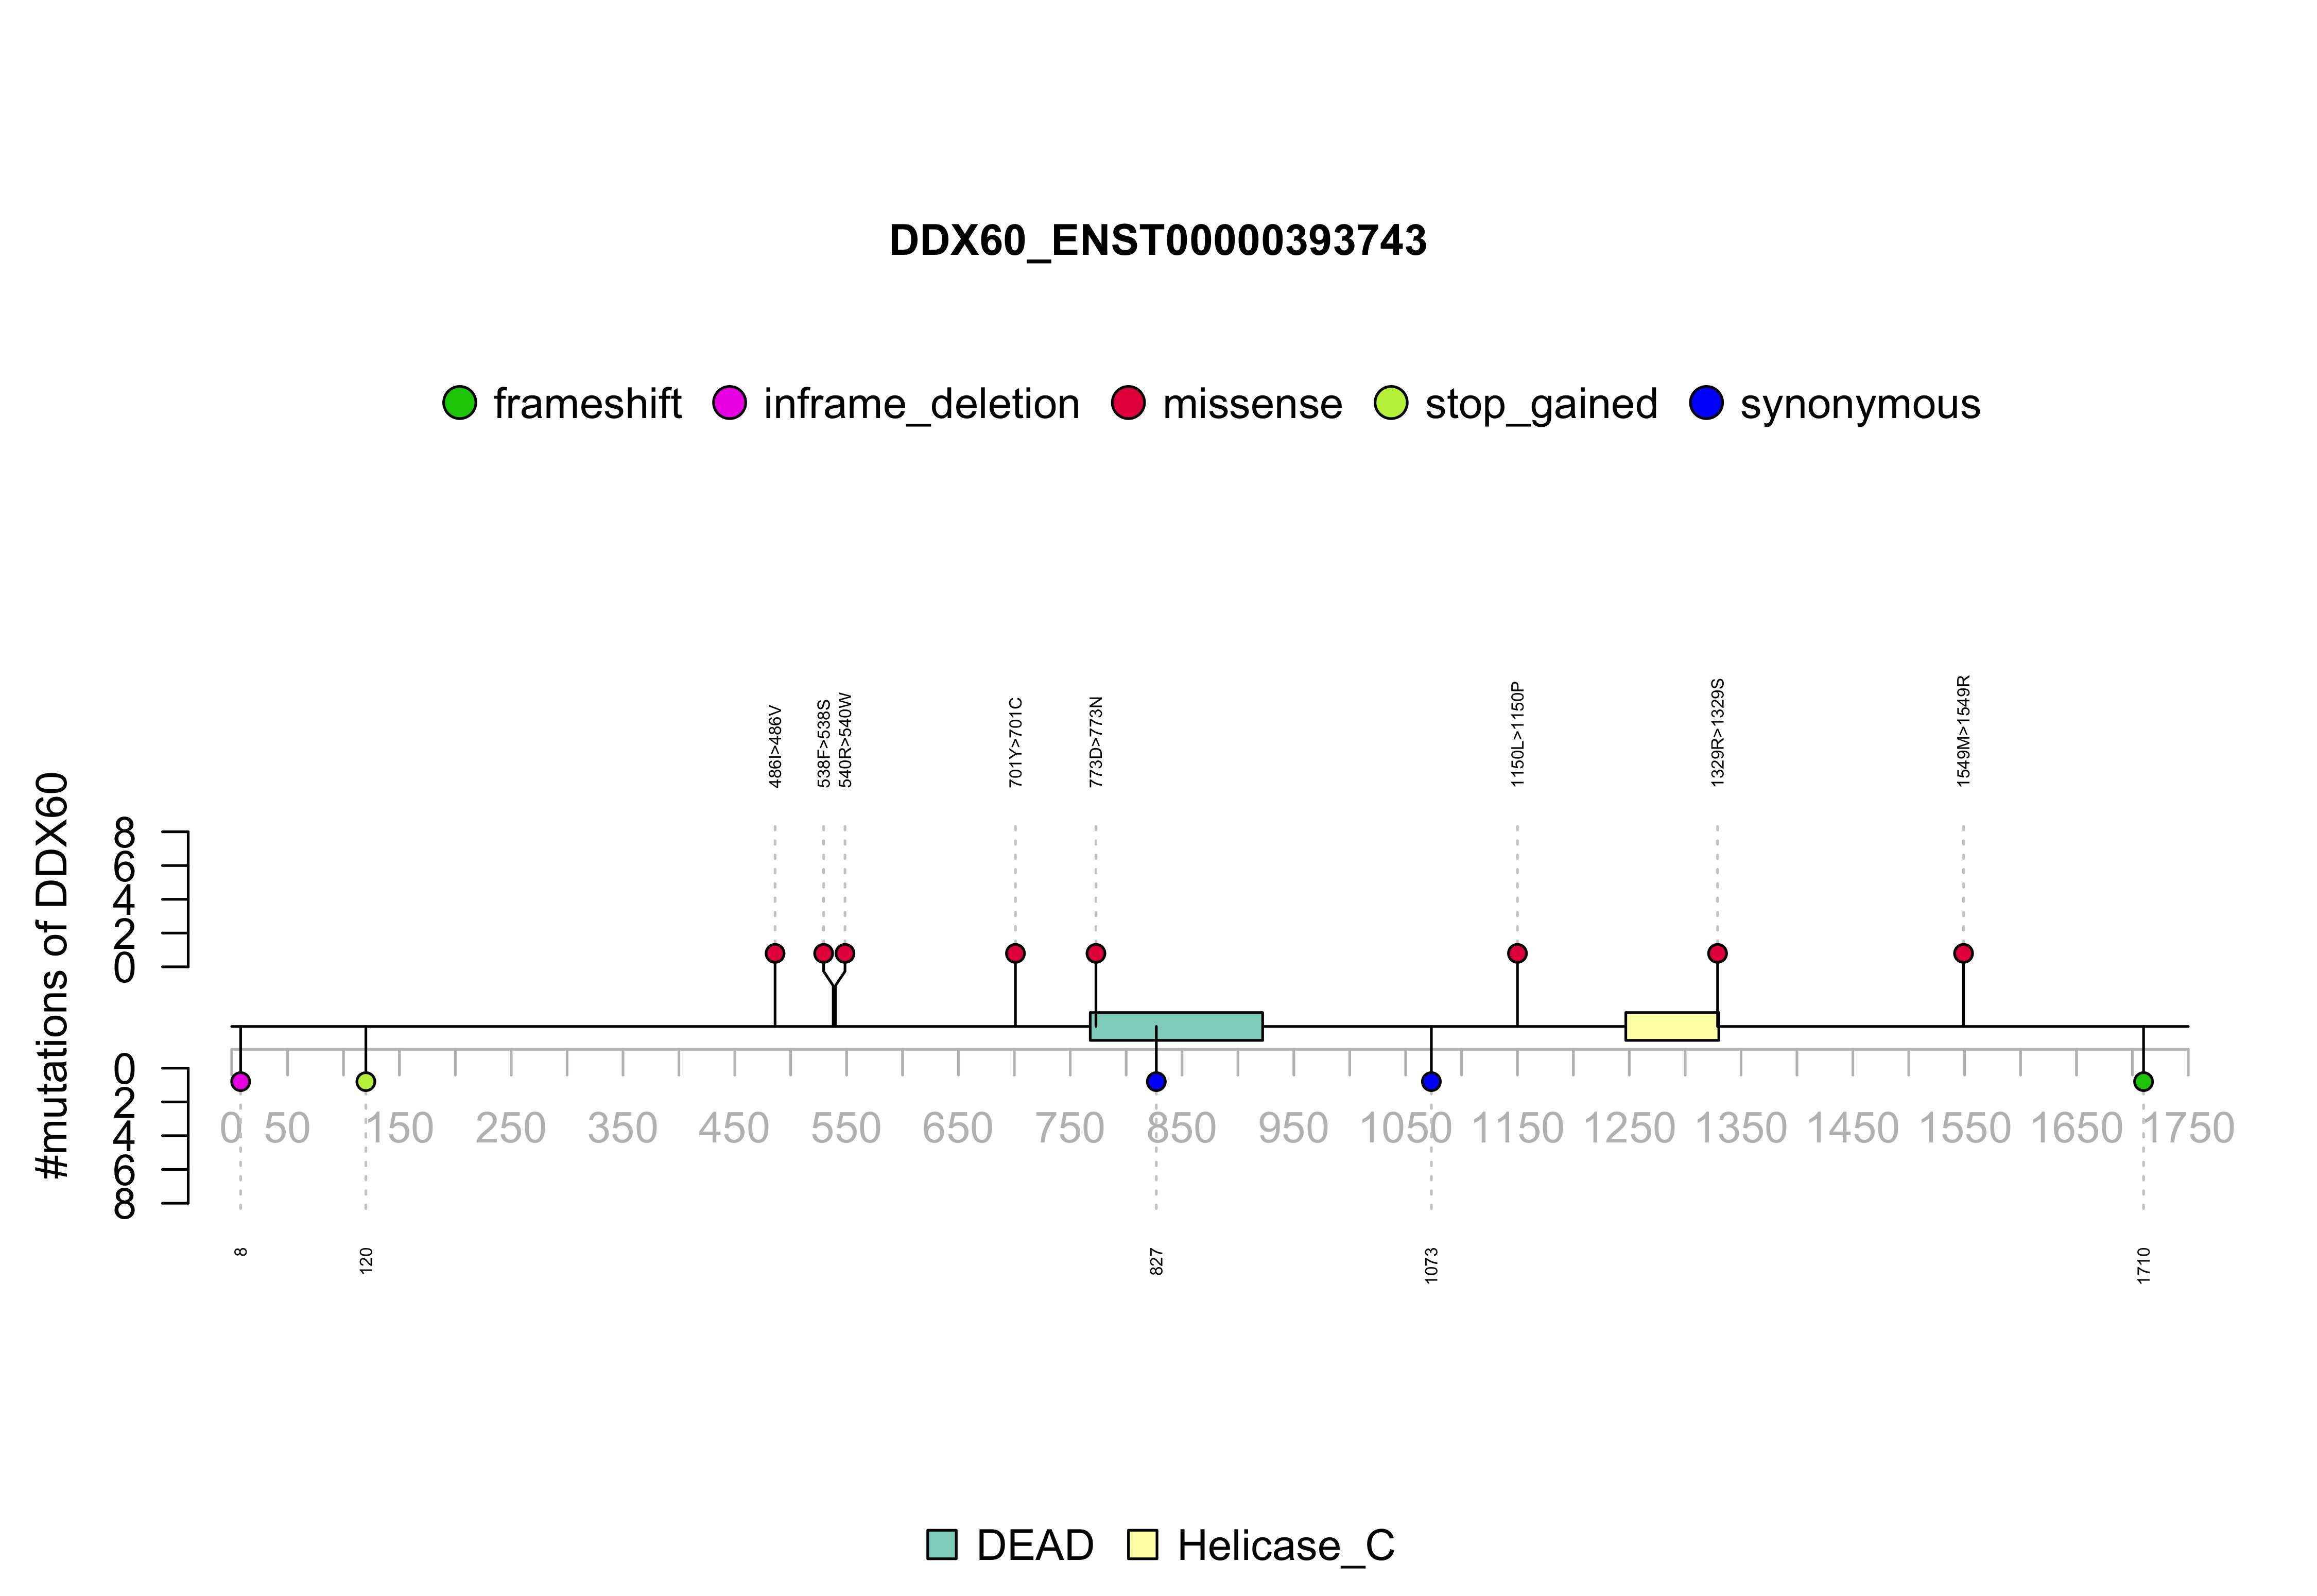 DDX60_ENST00000393743
frameshift inframe_deletion missense stop_gained synonymous
486I>486V
538F>538S
540R>540W
701Y>701C
773D>773N
1150L>1150P
1329R>1329S
1549M>1549R
#mutations of DDX60
8
6
4
2
0
0
2
4
6
8
0 50 150 250 350 450 550 650 750 850 950 1050 1150 1250 1350 1450 1550 1650 1750
8
120
827
1073
1710
DEAD Helicase_C